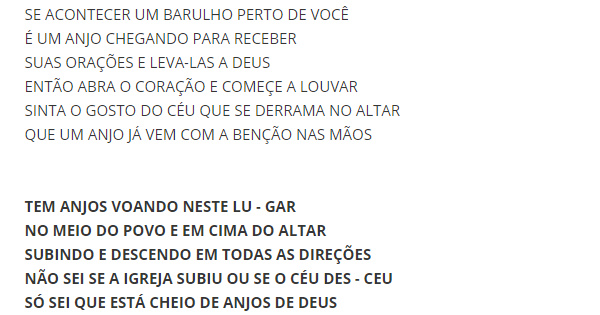 SE ACONTECER UM BARULHO PERTO DE VOCÊ
É UM ANJO CHEGANDO PARA RECEBER
SUAS ORAÇÕES E LEVA-LAS A DEUS
ENTÃO ABRA O CORAÇÃO E COMEÇE A LOUVAR
SINTA O GOSTO DO CÉU QUE SE DERRAMA NO ALTAR
QUE UM ANJO JÁ VEM COM A BENÇÃO NAS MÃOS
TEM ANJOS VOANDO NESTE LU - GAR
NO MEIO DO POVO E EM CIMA DO ALTAR
SUBINDO E DESCENDO EM TODAS AS DIREÇÕES
NÃO SEI SE A IGREJA SUBIU OU SE O CÉU DES - CEU
SÓ SEI QUE ESTÁ CHEIO DE ANJOS DE DEUS